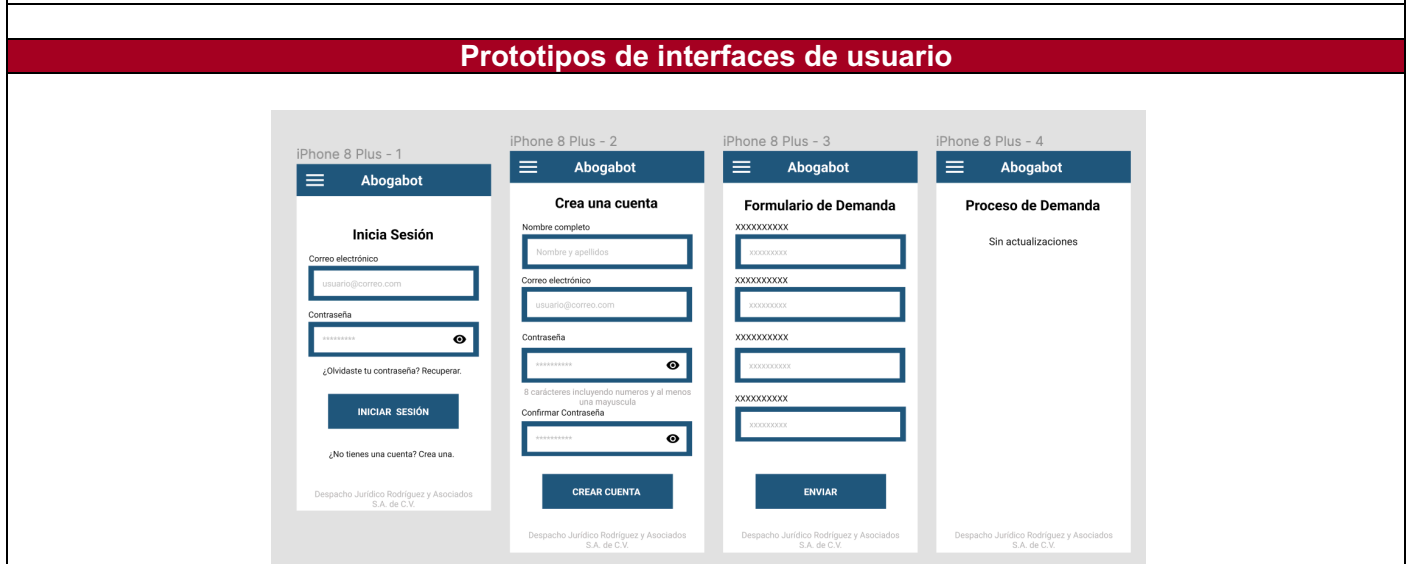 Prototipos de interfaces de usuario
iPhone 8 Plus - 1
Abogabot
Inicia Sesión
Correo electrónico
usuario@correo.com
Contraseña
*********
¿Olvidaste tu contraseña? Recuperar.
INICIAR SESIÓN
¿No tienes una cuenta? Crea una.
Despacho Jurídico Rodríguez y Asociados
S.A. de C.V.
iPhone 8 Plus - 2
Abogabot
Crea una cuenta
Nombre completo
Nombre y apellidos
Correo electrónico
usuario@correo.com
Contraseña
**********
8 carácteres incluyendo numeros y al menos
una mayuscula
Confirmar Contraseña
**********
CREAR CUENTA
Despacho Jurídico Rodríguez y Asociados
S.A. de C.V.
iPhone 8 Plus - 3
Abogabot
Formulario de Demanda
XXXXXXXXXX
xxxxxxxxx
XXXXXXXXXX
xxxxxxxxx
XXXXXXXXXX
xxxxxxxxxx
XXXXXXXXXX
xxxxxxxxx
ENVIAR
Despacho Jurídico Rodríguez y Asociados
S.A. de C.V.
iPhone 8 Plus - 4
Abogabot
Proceso de Demanda
Sin actualizaciones
Despacho Jurídico Rodríguez y Asociados
S.A. de C.V.